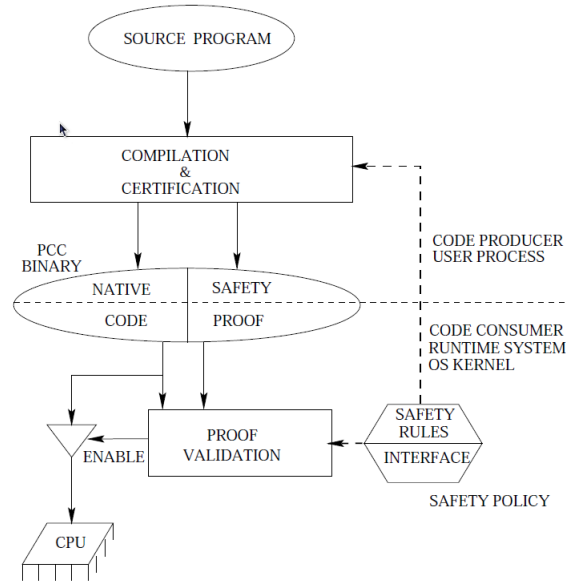 SOURCE PROGRAM
COMPILATION
&
CERTIFICATION
PCC
BINARY
CODE PRODUCER
USER PROCESS
NATIVE
SAFETY
CODE
PROOF
CODE CONSUMER
RUNTIME SYSTEM
OS KERNEL
SAFETY
RULES
INTERFACE
PROOF
VALIDATION
ENABLE
SAFETY POLICY
CPU